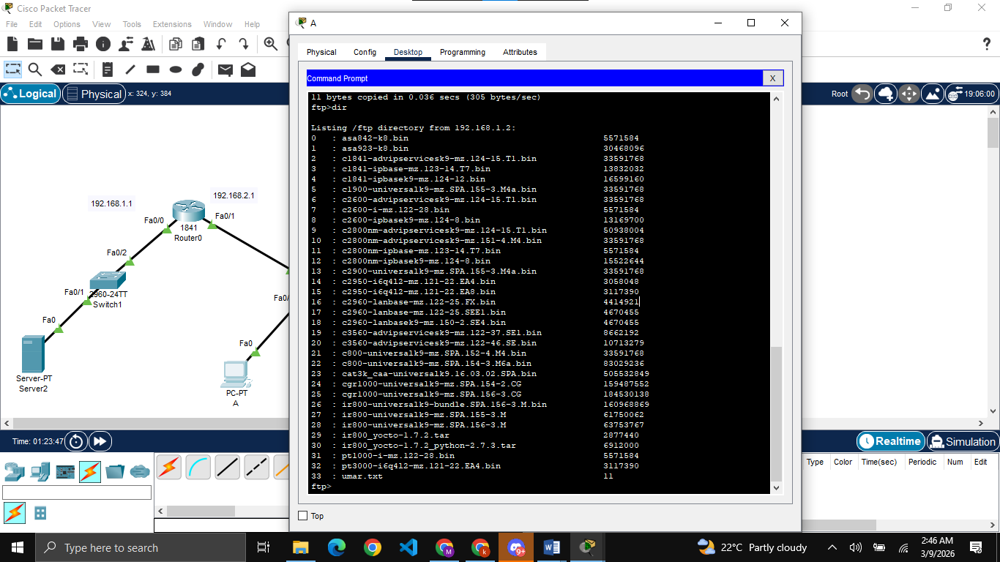 Cisco Packet Tracer
File Edit Options View Tools Extensions Window Help
Logical Physical x: 324, y: 384
Root 19:06:00
A
Physical Config Desktop Programming Attributes
Command Prompt X
11 bytes copied in 0.036 secs (305 bytes/sec)
ftp>dir
Listing /ftp directory from 192.168.1.2:
0 : asa842-k8.bin 5571584
1 : asa923-k8.bin 30468096
2 : c1841-advipservicesk9-mz.124-15.T1.bin 33591768
3 : c1841-ipbase-mz.123-14.T7.bin 13832032
4 : c1841-ipbasek9-mz.124-12.bin 16599160
5 : c1900-universalk9-mz.SPA.155-3.M4a.bin 33591768
6 : c2600-advipservicesk9-mz.124-15.T1.bin 33591768
7 : c2600-i-mz.122-28.bin 5571584
8 : c2600-ipbasek9-mz.124-8.bin 13169700
9 : c2800nm-advipservicesk9-mz.124-15.T1.bin 50938004
10 : c2800nm-advipservicesk9-mz.151-4.M4.bin 33591768
11 : c2800nm-ipbase-mz.123-14.T7.bin 5571584
12 : c2800nm-ipbasek9-mz.124-8.bin 15522644
13 : c2900-universalk9-mz.SPA.155-3.M4a.bin 33591768
14 : c2950-i6q4l2-mz.121-22.EA4.bin 3058048
15 : c2950-i6q4l2-mz.121-22.EA8.bin 3117390
16 : c2960-lanbase-mz.122-25.FX.bin 4414921
17 : c2960-lanbase-mz.122-25.SEE1.bin 4670455
18 : c2960-lanbasek9-mz.150-2.SE4.bin 4670455
19 : c3560-advipservicesk9-mz.122-37.SE1.bin 8662192
20 : c3560-advipservicesk9-mz.122-46.SE.bin 10713279
21 : c800-universalk9-mz.SPA.152-4.M4.bin 33591768
22 : c800-universalk9-mz.SPA.154-3.M6a.bin 83029236
23 : cat3k_caa-universalk9.16.03.02.SPA.bin 505532849
24 : cgr1000-universalk9-mz.SPA.154-2.CG 159487552
25 : cgr1000-universalk9-mz.SPA.156-3.CG 184530138
26 : ir800-universalk9-bundle.SPA.156-3.M.bin 160968869
27 : ir800-universalk9-mz.SPA.155-3.M 61750062
28 : ir800-universalk9-mz.SPA.156-3.M 63753767
29 : ir800_yocto-1.7.2.tar 2877440
30 : ir800_yocto-1.7.2_python-2.7.3.tar 6912000
31 : pt1000-i-mz.122-28.bin 5571584
32 : pt3000-i6q4l2-mz.121-22.EA4.bin 3117390
33 : umar.txt 11
ftp>
Top
192.168.1.1
192.168.2.1
Fa0/0
Fa0/1
1841
Router0
Fa0/2
Fa0/1
2960-24TT
Switch1
Fa0/
Fa0
Fa0
Server-PT
Server2
PC-PT
A
Time: 01:23:47
Realtime Simulation
Type Color Time(sec) Periodic Num Edit
Type here to search
M
k
9+
22°C Partly cloudy
2:46 AM
3/9/2026